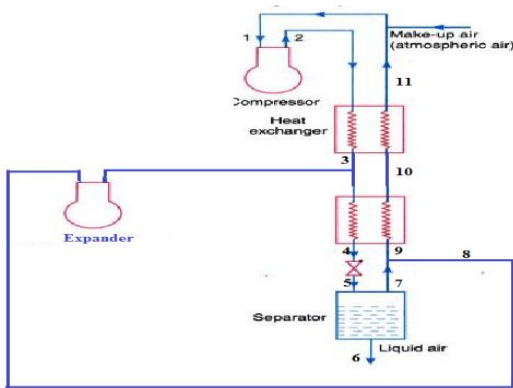 1
2
Make-up air
(atmospheric air)
11
Compressor
Heat
exchanger
3
10
Expander
4
9
8
5
7
Separator
Liquid air
6